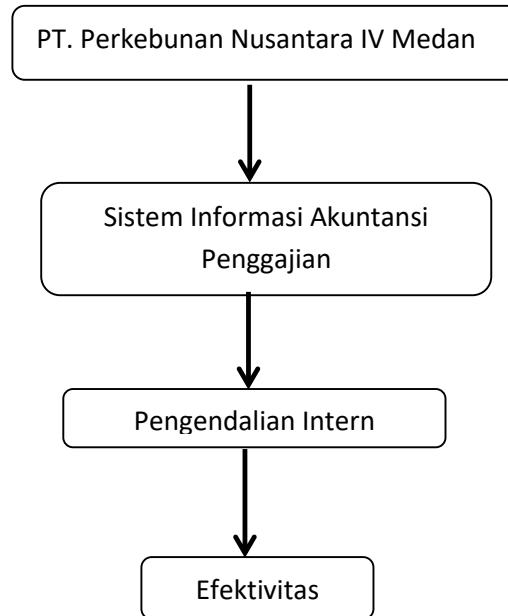 PT. Perkebunan Nusantara IV Medan
Sistem Informasi Akuntansi
Penggajian
Pengendalian Intern
Efektivitas